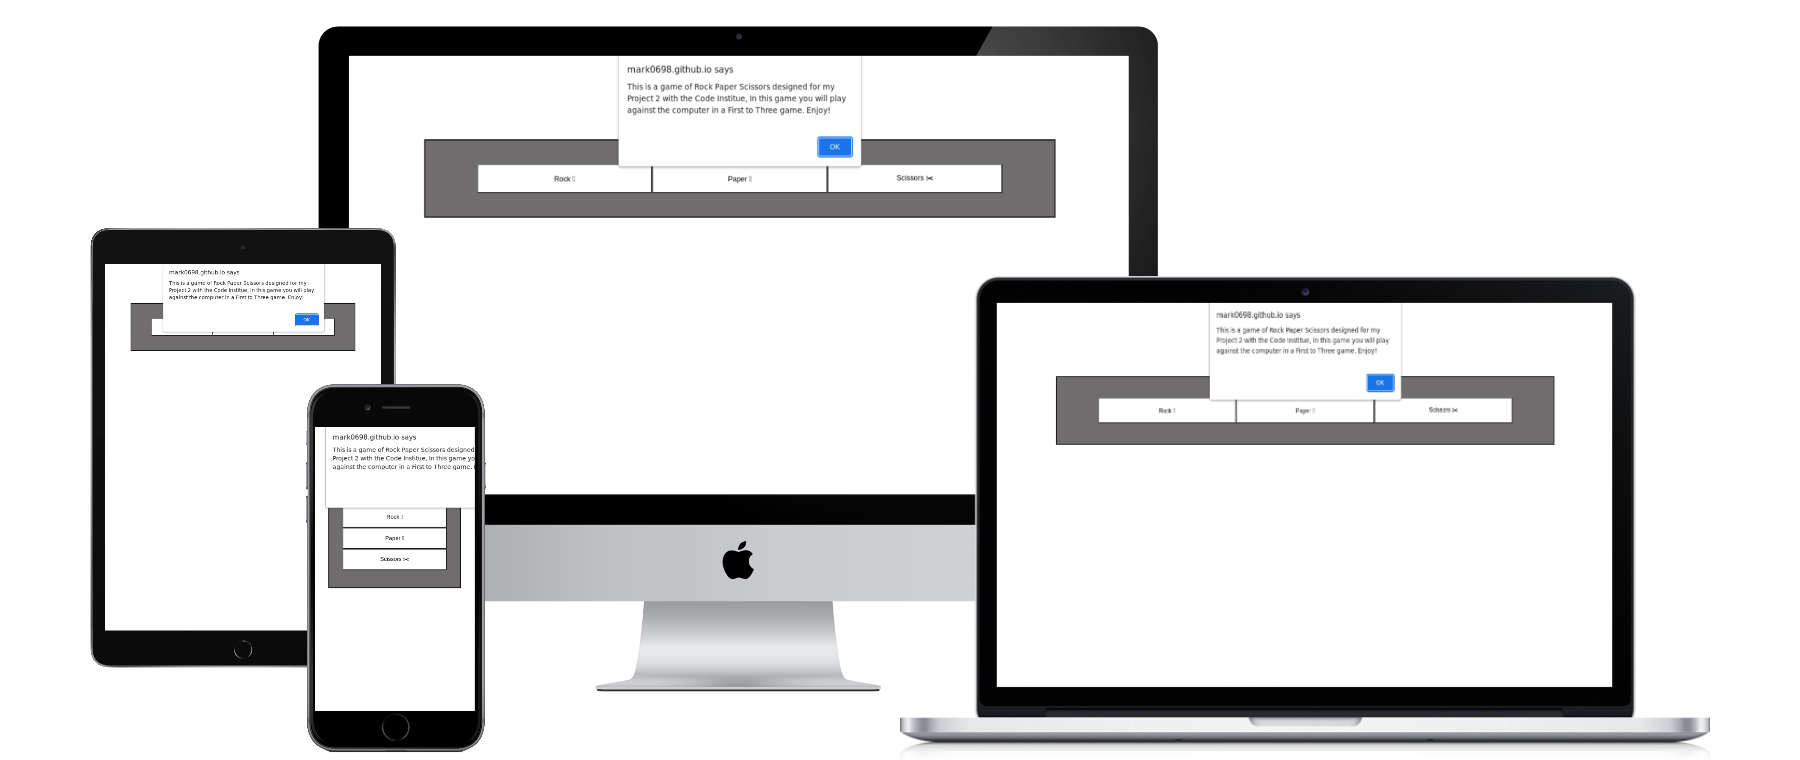 mark0698.github.io says
This is a game of Rock Paper Scissors designed for my
Project 2 with the Code Institue, In this game you will play
against the computer in a First to Three game. Enjoy!
OK
Rock ▯
Paper ▯
Scissors ✂
mark0698.github.io says
This is a game of Rock Paper Scissors designed for my
Project 2 with the Code Institue, In this game you will play
against the computer in a First to Three game. Enjoy!
OK
mark0698.github.io says
This is a game of Rock Paper Scissors designed
Project 2 with the Code Institue, In this game yo
against the computer in a First to Three game.
Rock ▯
Paper ▯
Scissors ✂
mark0698.github.io says
This is a game of Rock Paper Scissors designed for my
Project 2 with the Code Institue, In this game you will play
against the computer in a First to Three game. Enjoy!
OK
Rock ▯
Paper ▯
Scissors ✂